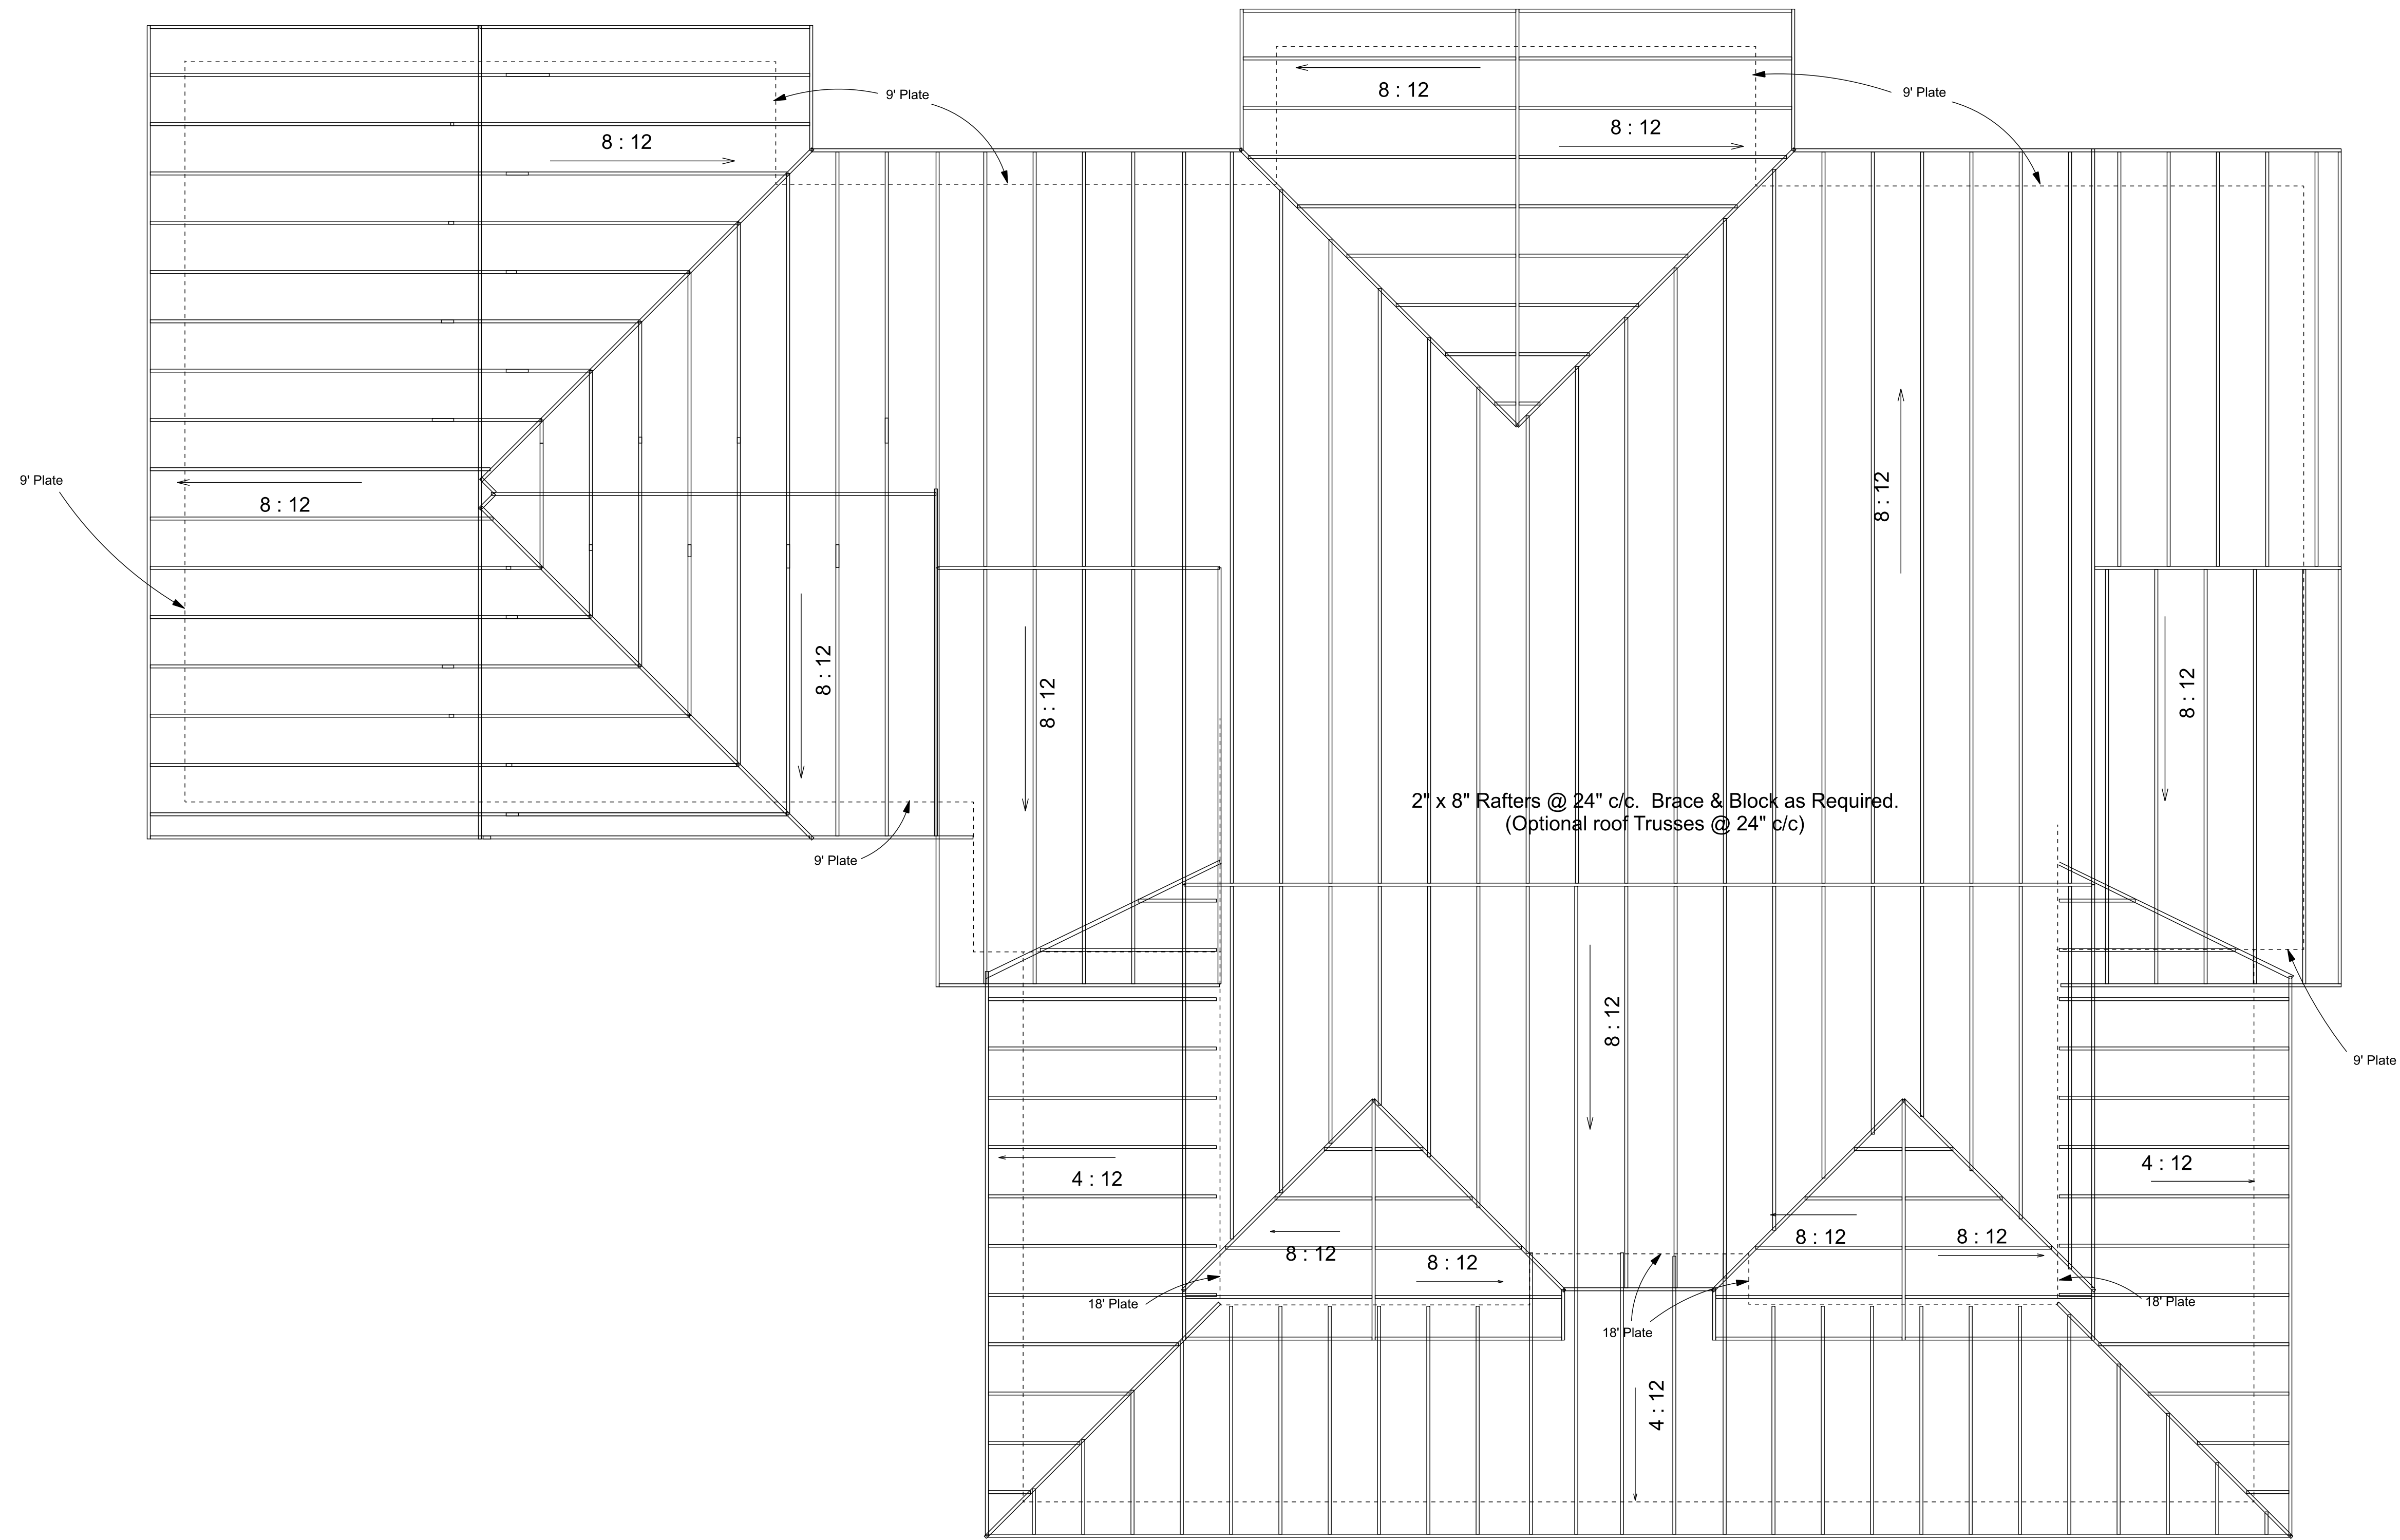 9' Plate
8 : 12
9' Plate
8 : 12
8 : 12
9' Plate
8 : 12
8 : 12
8 : 12
8 : 12
8 : 12
2" x 8" Rafters @ 24" c/c.  Brace & Block as Required.
(Optional roof Trusses @ 24" c/c)
9' Plate
8 : 12
9' Plate
4 : 12
4 : 12
8 : 12
8 : 12
8 : 12
8 : 12
18' Plate
18' Plate
18' Plate
4 : 12